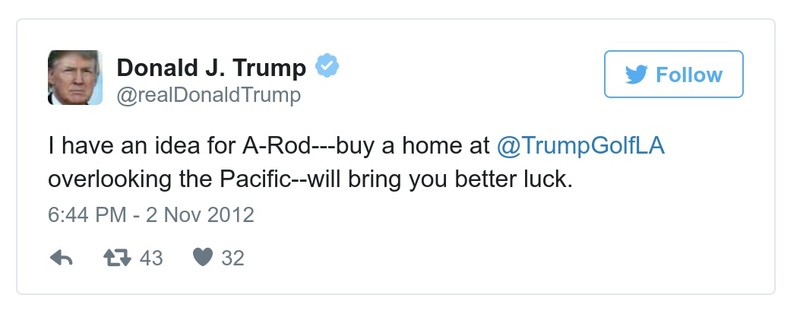 Donald J. Trump
@realDonaldTrump
Follow
I have an idea for A-Rod---buy a home at @TrumpGolfLA
overlooking the Pacific--will bring you better luck.
6:44 PM - 2 Nov 2012
43 32